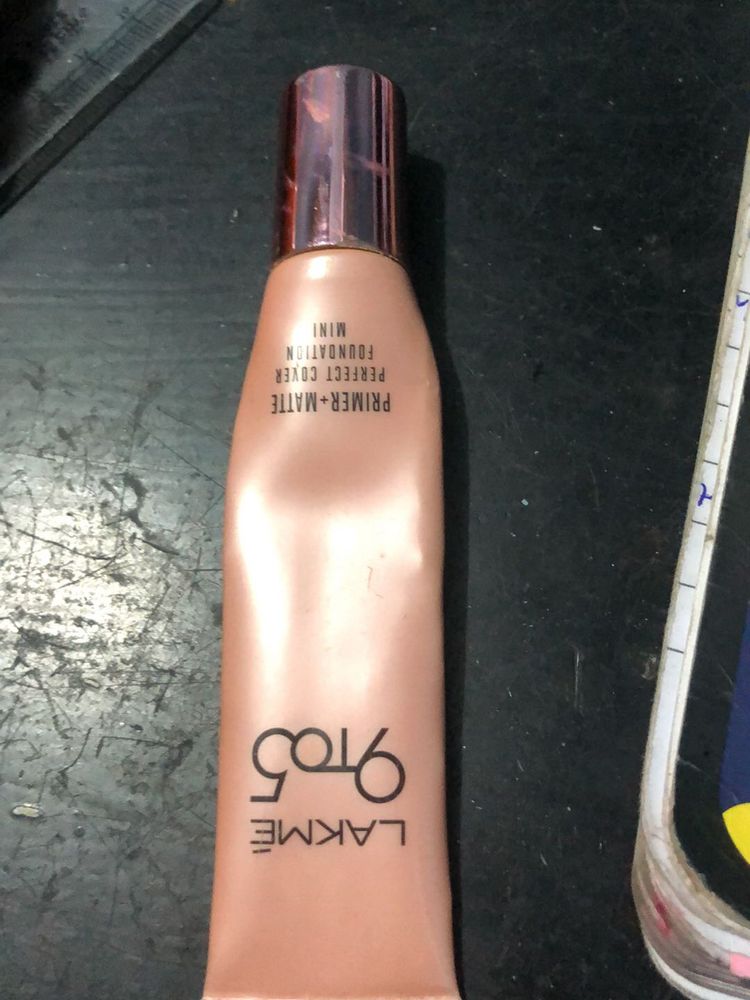 LAKMĒ
9TO5
PRIMER+MATTE
PERFECT COVER
FOUNDATION
MINI